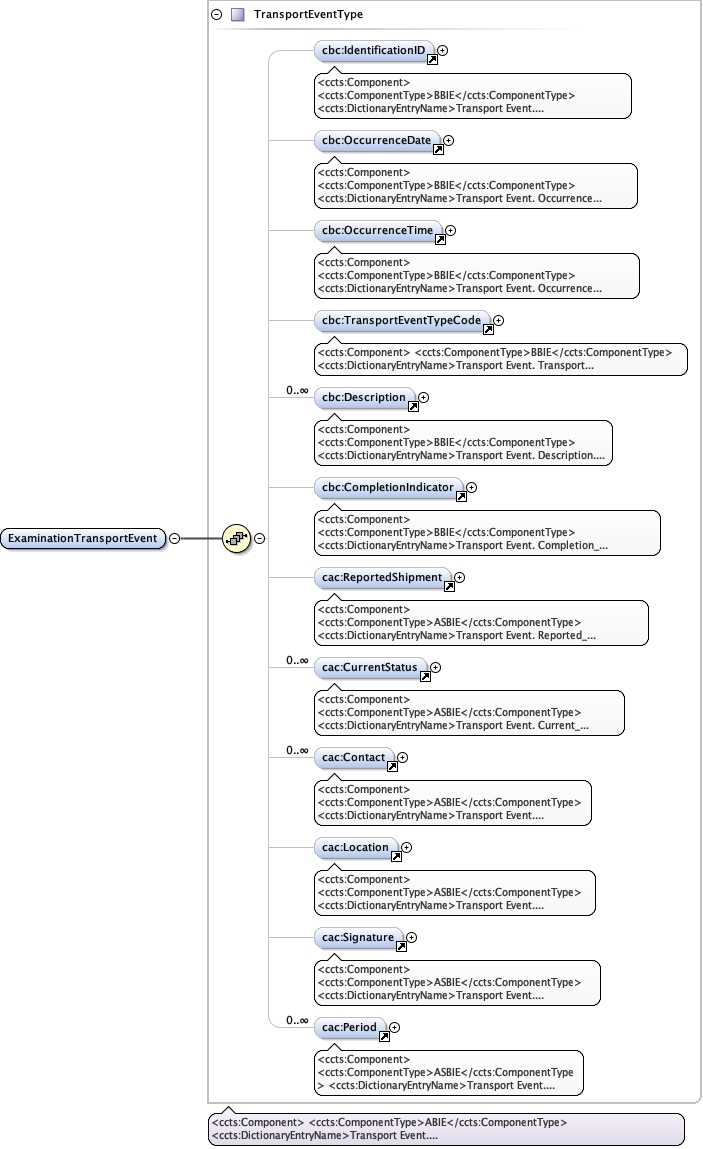 TransportEventType
cbc:IdentificationID
<ccts:Component>
<ccts:ComponentType>BBIE</ccts:ComponentType>
<ccts:DictionaryEntryName>Transport Event....
cbc:OccurrenceDate
<ccts:Component>
<ccts:ComponentType>BBIE</ccts:ComponentType>
<ccts:DictionaryEntryName>Transport Event. Occurrence...
cbc:OccurrenceTime
<ccts:Component>
<ccts:ComponentType>BBIE</ccts:ComponentType>
<ccts:DictionaryEntryName>Transport Event. Occurrence...
cbc:TransportEventTypeCode
<ccts:Component> <ccts:ComponentType>BBIE</ccts:ComponentType>
<ccts:DictionaryEntryName>Transport Event. Transport...
0..∞
cbc:Description
<ccts:Component>
<ccts:ComponentType>BBIE</ccts:ComponentType>
<ccts:DictionaryEntryName>Transport Event. Description....
cbc:CompletionIndicator
<ccts:Component>
<ccts:ComponentType>BBIE</ccts:ComponentType>
<ccts:DictionaryEntryName>Transport Event. Completion_...
ExaminationTransportEvent
cac:ReportedShipment
<ccts:Component>
<ccts:ComponentType>ASBIE</ccts:ComponentType>
<ccts:DictionaryEntryName>Transport Event. Reported_...
0..∞
cac:CurrentStatus
<ccts:Component>
<ccts:ComponentType>ASBIE</ccts:ComponentType>
<ccts:DictionaryEntryName>Transport Event. Current_...
0..∞
cac:Contact
<ccts:Component>
<ccts:ComponentType>ASBIE</ccts:ComponentType>
<ccts:DictionaryEntryName>Transport Event....
cac:Location
<ccts:Component>
<ccts:ComponentType>ASBIE</ccts:ComponentType>
<ccts:DictionaryEntryName>Transport Event....
cac:Signature
<ccts:Component>
<ccts:ComponentType>ASBIE</ccts:ComponentType>
<ccts:DictionaryEntryName>Transport Event....
0..∞
cac:Period
<ccts:Component>
<ccts:ComponentType>ASBIE</ccts:ComponentType
> <ccts:DictionaryEntryName>Transport Event....
<ccts:Component> <ccts:ComponentType>ABIE</ccts:ComponentType>
<ccts:DictionaryEntryName>Transport Event....